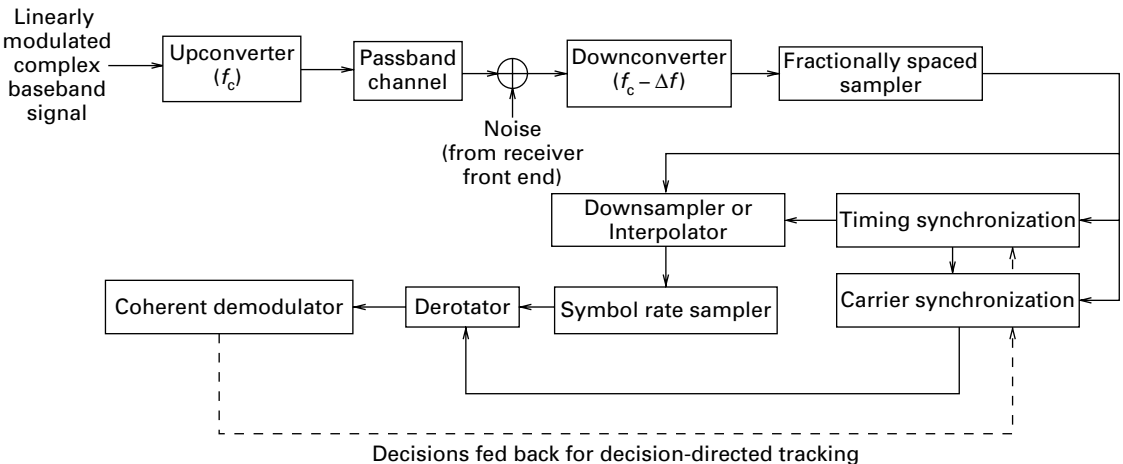 Linearly
modulated
complex
baseband
signal
Upconverter
(f_c)
Passband
channel
Noise
(from receiver
front end)
Downconverter
(f_c – Δf)
Fractionally spaced
sampler
Downsampler or
Interpolator
Timing synchronization
Coherent demodulator
Derotator
Symbol rate sampler
Carrier synchronization
Decisions fed back for decision-directed tracking